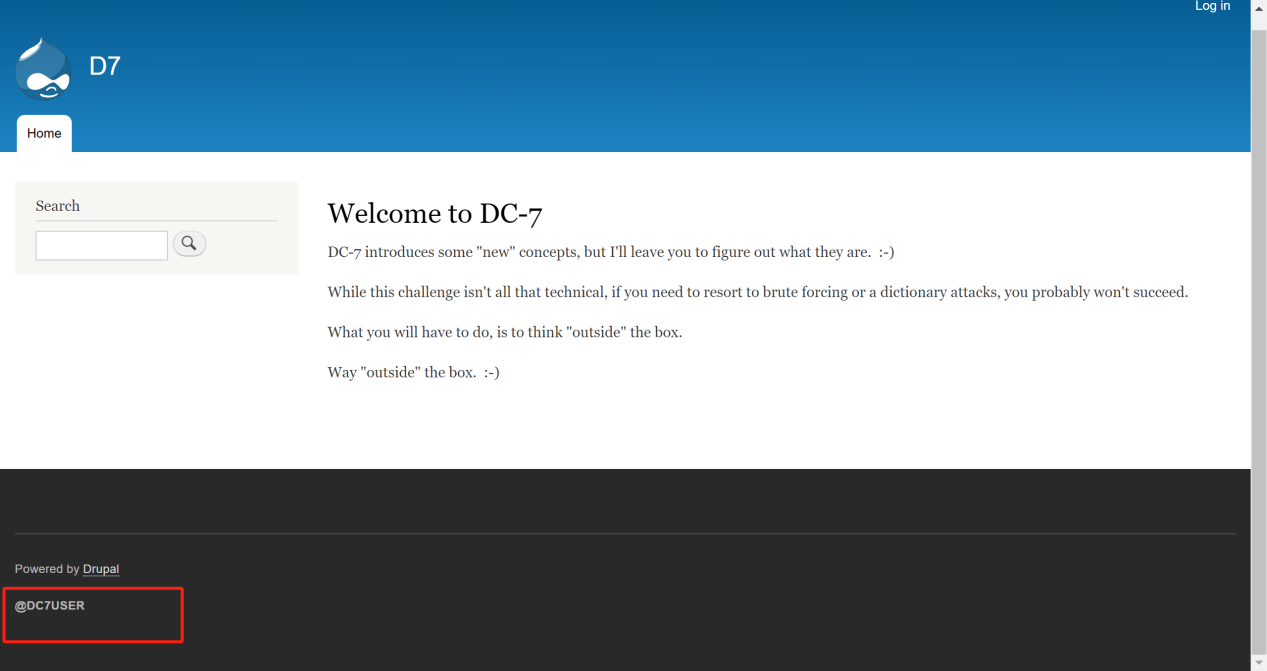 Log in
D7
Home
Search
Welcome to DC-7
DC-7 introduces some "new" concepts, but I'll leave you to figure out what they are.  :-)
While this challenge isn't all that technical, if you need to resort to brute forcing or a dictionary attacks, you probably won't succeed.
What you will have to do, is to think "outside" the box.
Way "outside" the box.  :-)
Powered by Drupal
@DC7USER